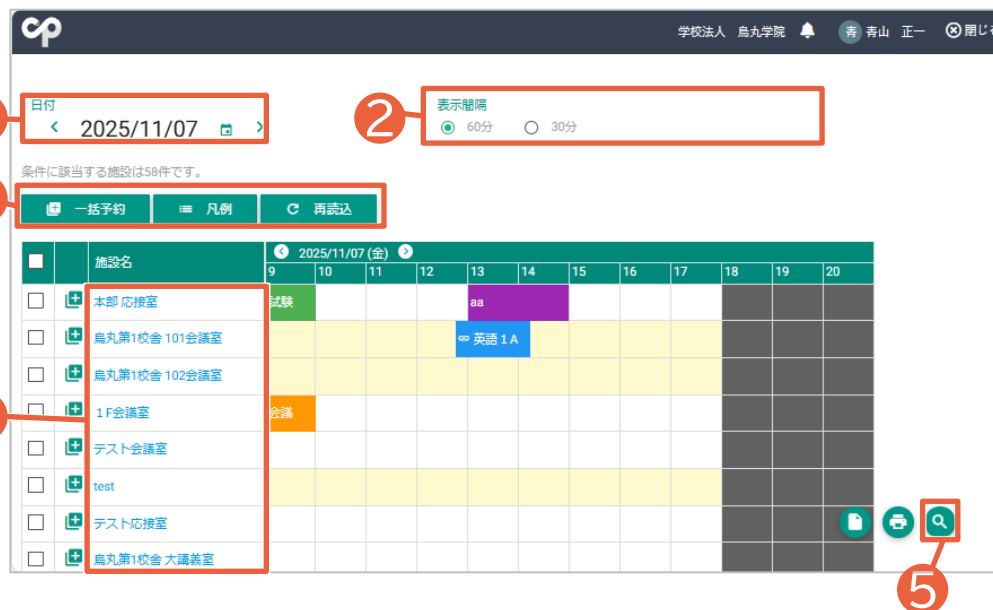 cp
学校法人 烏丸学院 青 青山 正一 閉じ
日付
2025/11/07
2
表示間隔
60分 30分
条件に該当する施設は58件です。
一括予約 凡例 再読込
施設名
2025/11/07 (金)
9 10 11 12 13 14 15 16 17 18 19 20
本部 応接室 試験 aa
烏丸第1校舎 101会議室 英語 1 A
烏丸第1校舎 102会議室
1 F会議室 会議
テスト会議室
test
テスト応接室
烏丸第1校舎 大講義室
5